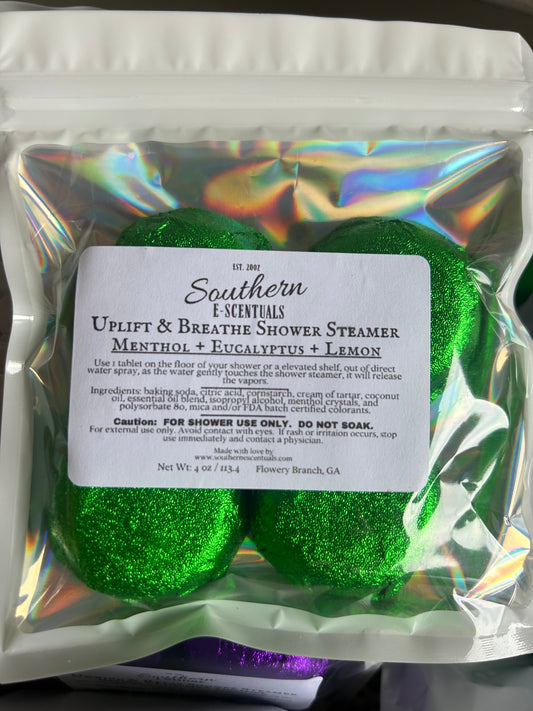 EST. 2002
Southern
E-SCENTUALS
UPLIFT & BREATHE SHOWER STEAMER
MENTHOL + EUCALYPTUS + LEMON
Use 1 tablet on the floor of your shower or a elevated shelf, out of direct
water spray, as the water gently touches the shower steamer, it will release
the vapors.
Ingredients: baking soda, citric acid, cornstarch, cream of tartar, coconut
oil, essential oil blend, isopropyl alcohol, menthol crystals, and
polysorbate 80, mica and/or FDA batch certified colorants.
Caution: FOR SHOWER USE ONLY. DO NOT SOAK.
For external use only. Avoid contact with eyes. If rash or irritaion occurs, stop
use immediately and contact a physician.
Made with love by:
www.southernescentuals.com
Net Wt: 4 oz / 113.4 Flowery Branch, GA
Southern
STEAMER